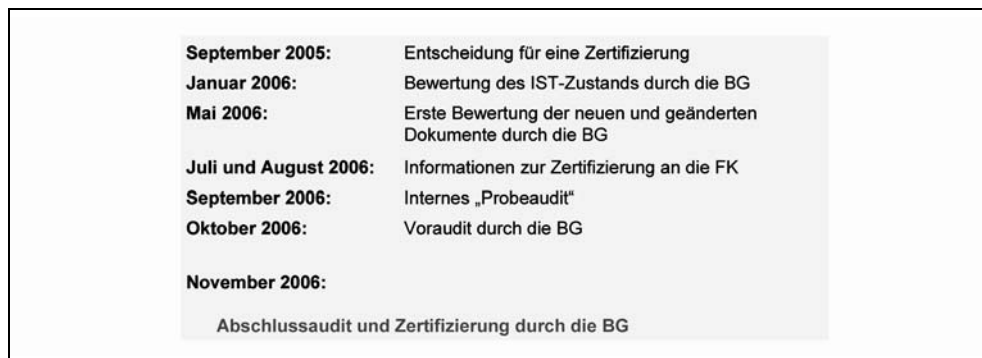 September 2005: Entscheidung für eine Zertifizierung
Januar 2006: Bewertung des IST-Zustands durch die BG
Mai 2006: Erste Bewertung der neuen und geänderten
Dokumente durch die BG
Juli und August 2006: Informationen zur Zertifizierung an die FK
September 2006: Internes „Probeaudit“
Oktober 2006: Voraudit durch die BG
November 2006:
Abschlussaudit und Zertifizierung durch die BG